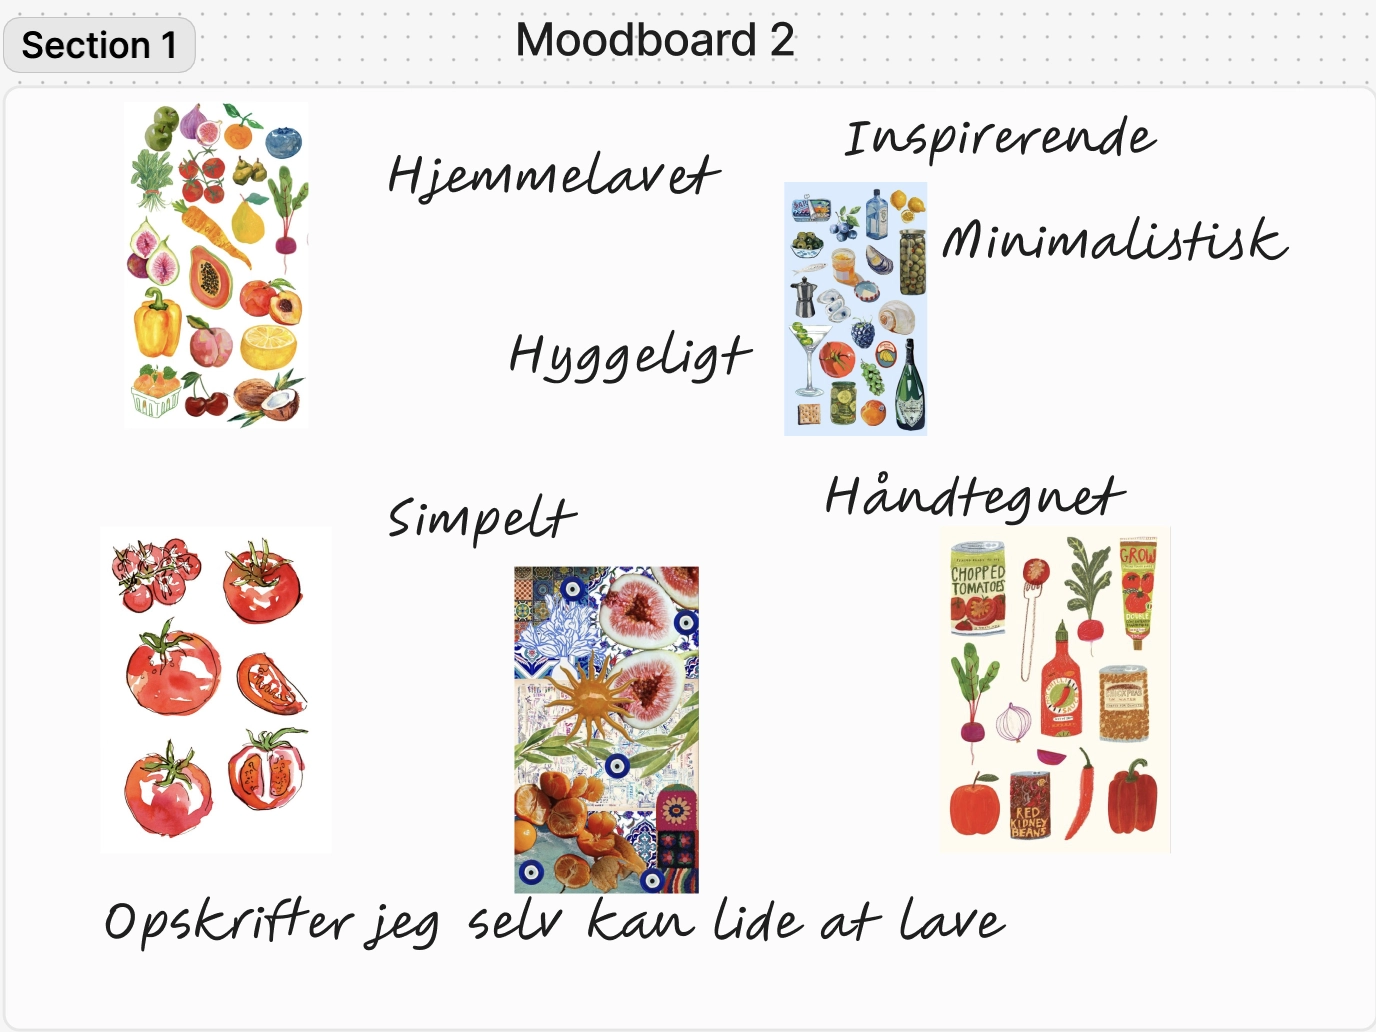 Section 1
Moodboard 2
Hjemmelavet
Inspirerende
Minimalistisk
Hyggeligt
Simpelt
Håndtegnet
CHOPPED
TOMATOES
GROW
DOUBLE
RED
KIDNEY
BEANS
Opskrifter jeg selv kan lide at lave